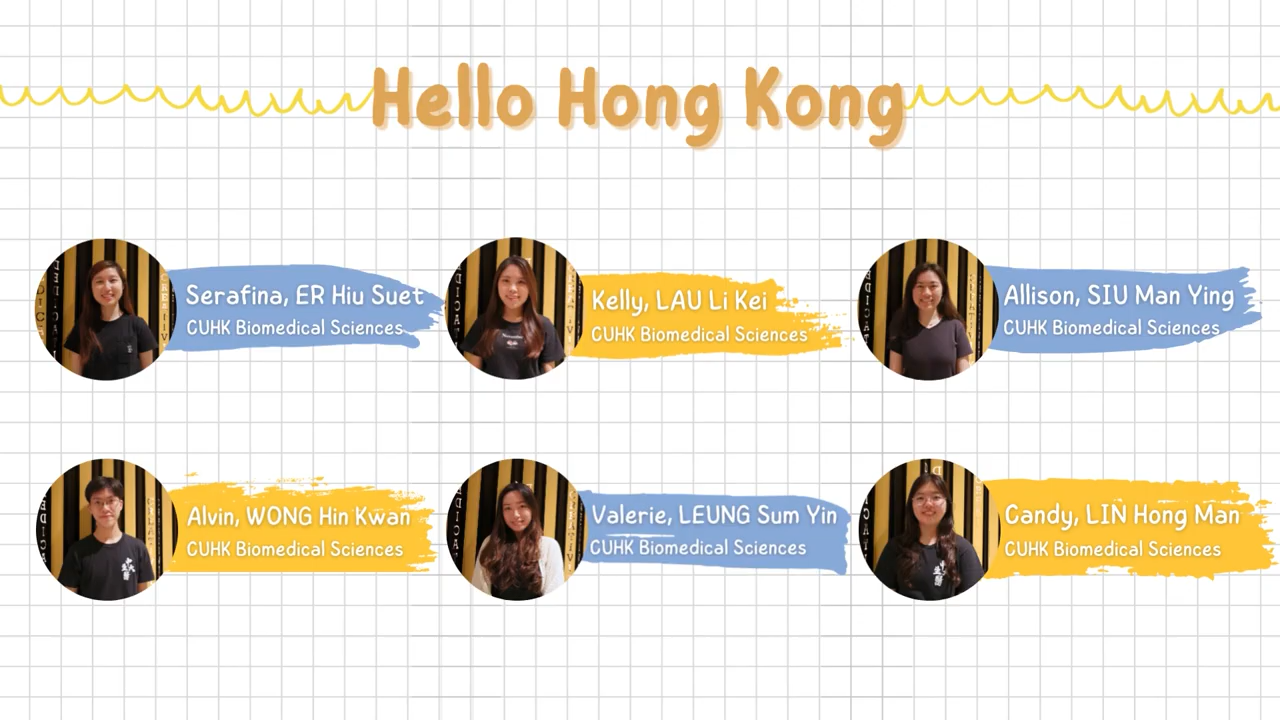 Hello Hong Kong
Serafina, ER Hiu Suet
CUHK Biomedical Sciences
Kelly, LAU Li Kei
CUHK Biomedical Sciences
Allison, SIU Man Ying
CUHK Biomedical Sciences
Alvin, WONG Hin Kwan
CUHK Biomedical Sciences
Valerie, LEUNG Sum Yin
CUHK Biomedical Sciences
Candy, LIN Hong Man
CUHK Biomedical Sciences